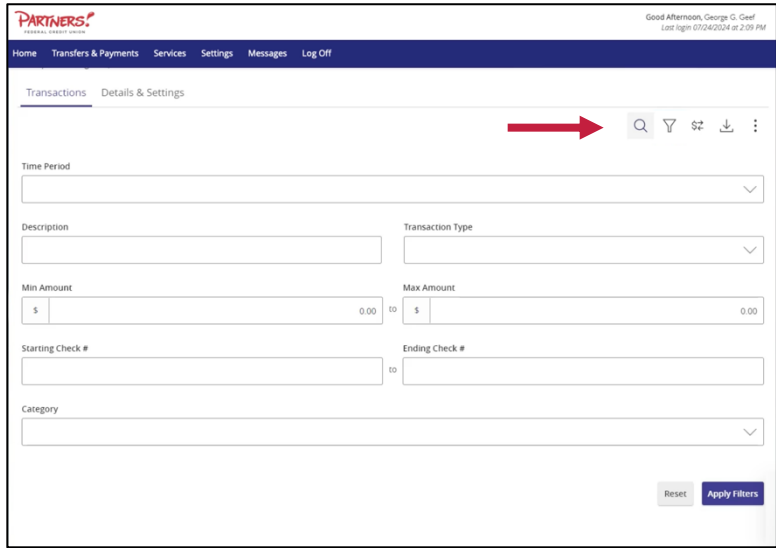 PARTNERS!
FEDERAL CREDIT UNION
Good Afternoon, George G. Geef
Last login 07/24/2024 at 2:09 PM
Home Transfers & Payments Services Settings Messages Log Off
Transactions Details & Settings
Time Period
Description Transaction Type
Min Amount Max Amount
$ 0.00 to $ 0.00
Starting Check # Ending Check #
to
Category
Reset Apply Filters